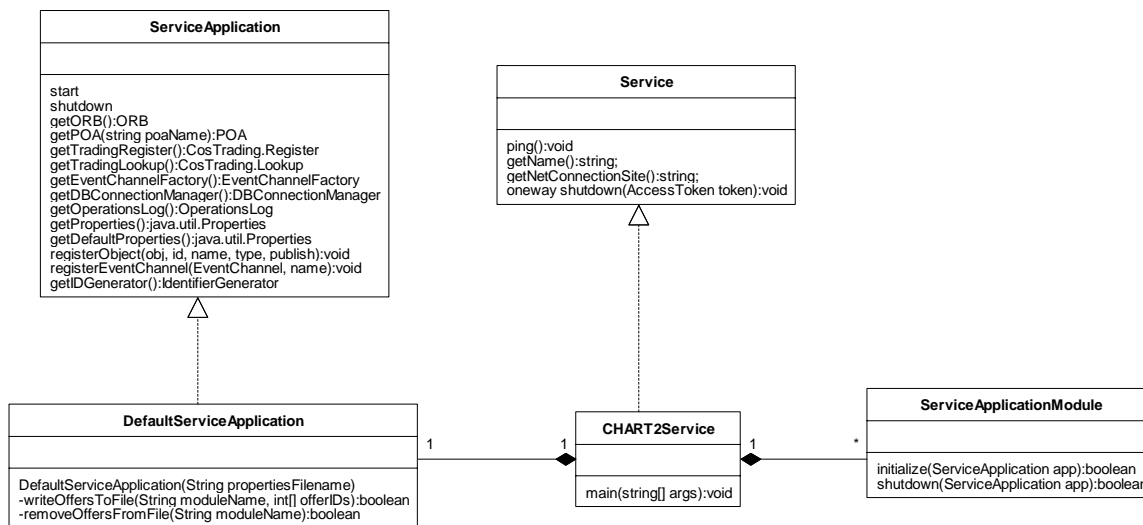 ServiceApplication
start
shutdown
getORB():ORB
getPOA(string poaName):POA
getTradingRegister():CosTrading.Register
getTradingLookup():CosTrading.Lookup
getEventChannelFactory():EventChannelFactory
getDBConnectionManager():DBConnectionManager
getOperationsLog():OperationsLog
getProperties():java.util.Properties
getDefaultProperties():java.util.Properties
registerObject(obj, id, name, type, publish):void
registerEventChannel(EventChannel, name):void
getIDGenerator():IdentifierGenerator
Service
ping():void
getName():string;
getNetConnectionSite():string;
oneway shutdown(AccessToken token):void
DefaultServiceApplication
DefaultServiceApplication(String propertiesFilename)
-writeOffersToFile(String moduleName, int[] offerIDs):boolean
-removeOffersFromFile(String moduleName):boolean
1
1
CHART2Service
main(string[] args):void
1
*
ServiceApplicationModule
initialize(ServiceApplication app):boolean
shutdown(ServiceApplication app):boolean